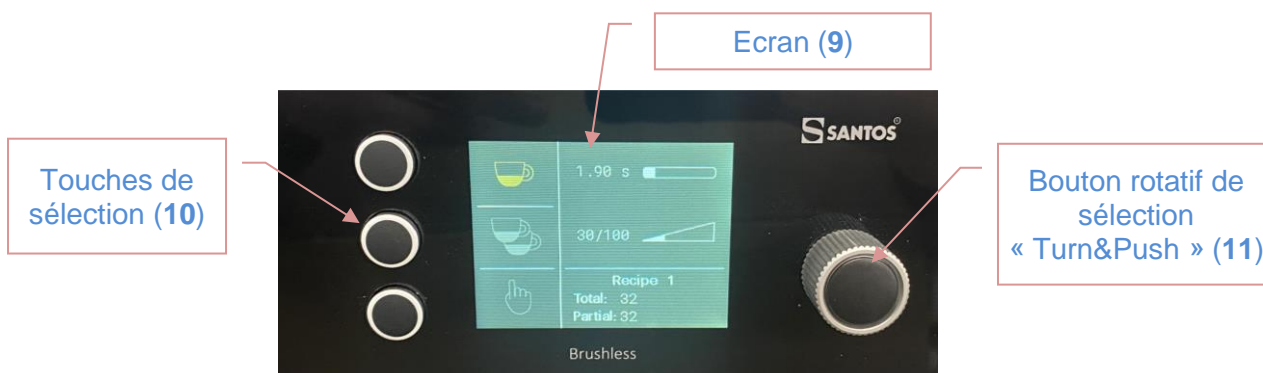 Ecran (9)
SANTOS®
Touches de
sélection (10)
1.90 s
30/100
Recipe 1
Total: 32
Partial: 32
Brushless
Bouton rotatif de
sélection
« Turn&Push » (11)